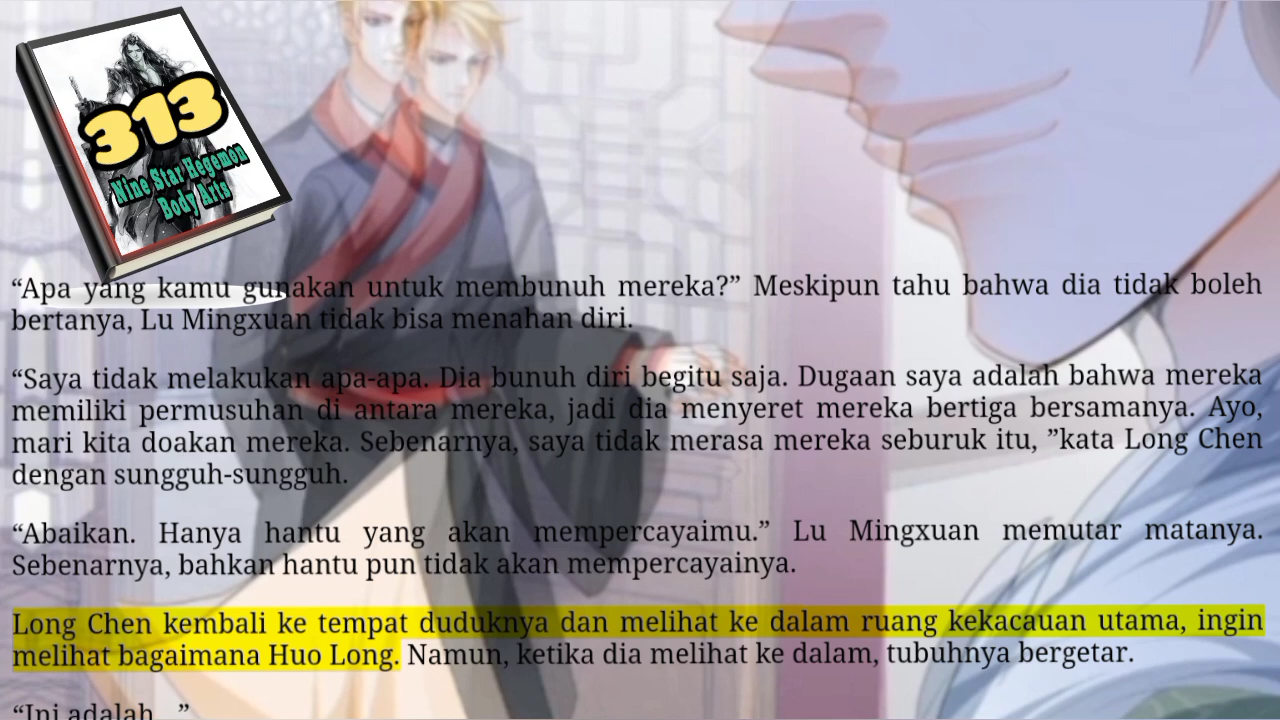 313
Nine Star Hegemon
Body Arts
“Apa yang kamu gunakan untuk membunuh mereka?” Meskipun tahu bahwa dia tidak boleh
bertanya, Lu Mingxuan tidak bisa menahan diri.
“Saya tidak melakukan apa-apa. Dia bunuh diri begitu saja. Dugaan saya adalah bahwa mereka
memiliki permusuhan di antara mereka, jadi dia menyeret mereka bertiga bersamanya. Ayo,
mari kita doakan mereka. Sebenarnya, saya tidak merasa mereka seburuk itu, ”kata Long Chen
dengan sungguh-sungguh.
“Abaikan. Hanya hantu yang akan mempercayaimu.” Lu Mingxuan memutar matanya.
Sebenarnya, bahkan hantu pun tidak akan mempercayainya.
Long Chen kembali ke tempat duduknya dan melihat ke dalam ruang kekacauan utama, ingin
melihat bagaimana Huo Long. Namun, ketika dia melihat ke dalam, tubuhnya bergetar.
“Ini adalah…”